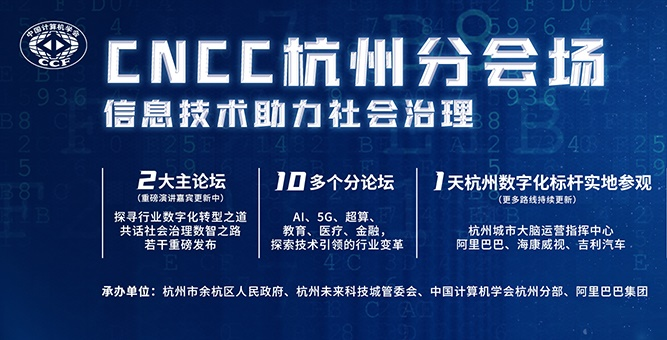 中国计算机学会
CCF
CNCC杭州分会场
信息技术助力社会治理
2大主论坛
(重磅演讲嘉宾更新中)
探寻行业数字化转型之道
共话社会治理数智之路
若干重磅发布
10多个分论坛
AI、5G、超算、
教育、医疗、金融,
探索技术引领的行业变革
1天杭州数字化标杆实地参观
(更多路线持续更新)
杭州城市大脑运营指挥中心
阿里巴巴、海康威视、吉利汽车
承办单位：杭州市余杭区人民政府、杭州未来科技城管委会、中国计算机学会杭州分部、阿里巴巴集团